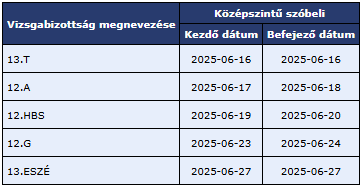 Vizsgabizottság megnevezése Középszintű szóbeli
Kezdő dátum Befejező dátum
13.T 2025-06-16 2025-06-16
12.A 2025-06-17 2025-06-18
12.HBS 2025-06-19 2025-06-20
12.G 2025-06-23 2025-06-24
13.ESZÉ 2025-06-27 2025-06-27